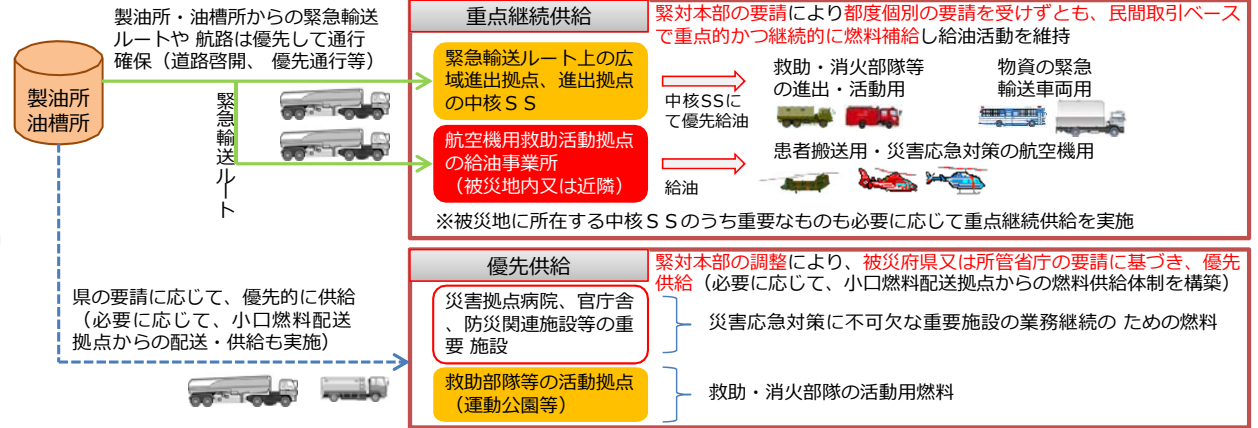 製油所・油槽所からの緊急輸送
ルートや 航路は優先して通行
確保（道路啓開、 優先通行等）
製油所
油槽所
緊急輸送ルート
重点継続供給
緊対本部の要請により都度個別の要請を受けずとも、民間取引ベース
で重点的かつ継続的に燃料補給し給油活動を維持
緊急輸送ルート上の広
域進出拠点、進出拠点
の中核ＳＳ
中核SSに
て優先給油
救助・消火部隊等
の進出・活動用
物資の緊急
輸送車両用
航空機用救助活動拠点
の給油事業所
（被災地内又は近隣）
給油
患者搬送用・災害応急対策の航空機用
※被災地に所在する中核ＳＳのうち重要なものも必要に応じて重点継続供給を実施
県の要請に応じて、優先的に供給
（必要に応じて、小口燃料配送
拠点からの配送・供給も実施）
優先供給
緊対本部の調整により、被災府県又は所管省庁の要請に基づき、優先
供給（必要に応じて、小口燃料配送拠点からの燃料供給体制を構築）
災害拠点病院、官庁舎
、防災関連施設等の重
要 施設
災害応急対策に不可欠な重要施設の業務継続の ための燃料
救助部隊等の活動拠点
（運動公園等）
救助・消火部隊の活動用燃料